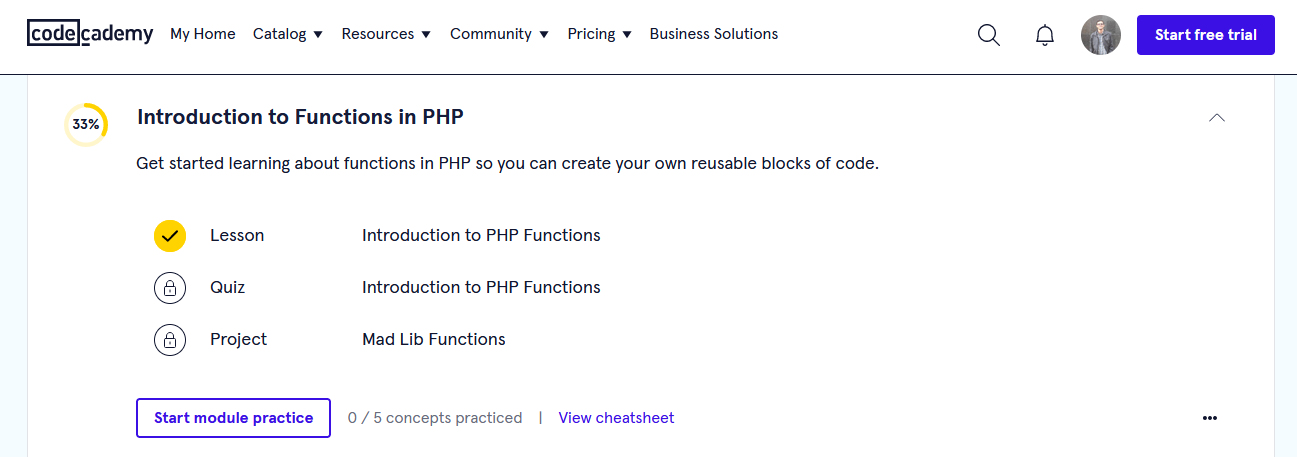 codecademy My Home Catalog Resources Community Pricing Business Solutions Start free trial
33% Introduction to Functions in PHP
Get started learning about functions in PHP so you can create your own reusable blocks of code.
Lesson Introduction to PHP Functions
Quiz Introduction to PHP Functions
Project Mad Lib Functions
Start module practice 0 / 5 concepts practiced | View cheatsheet